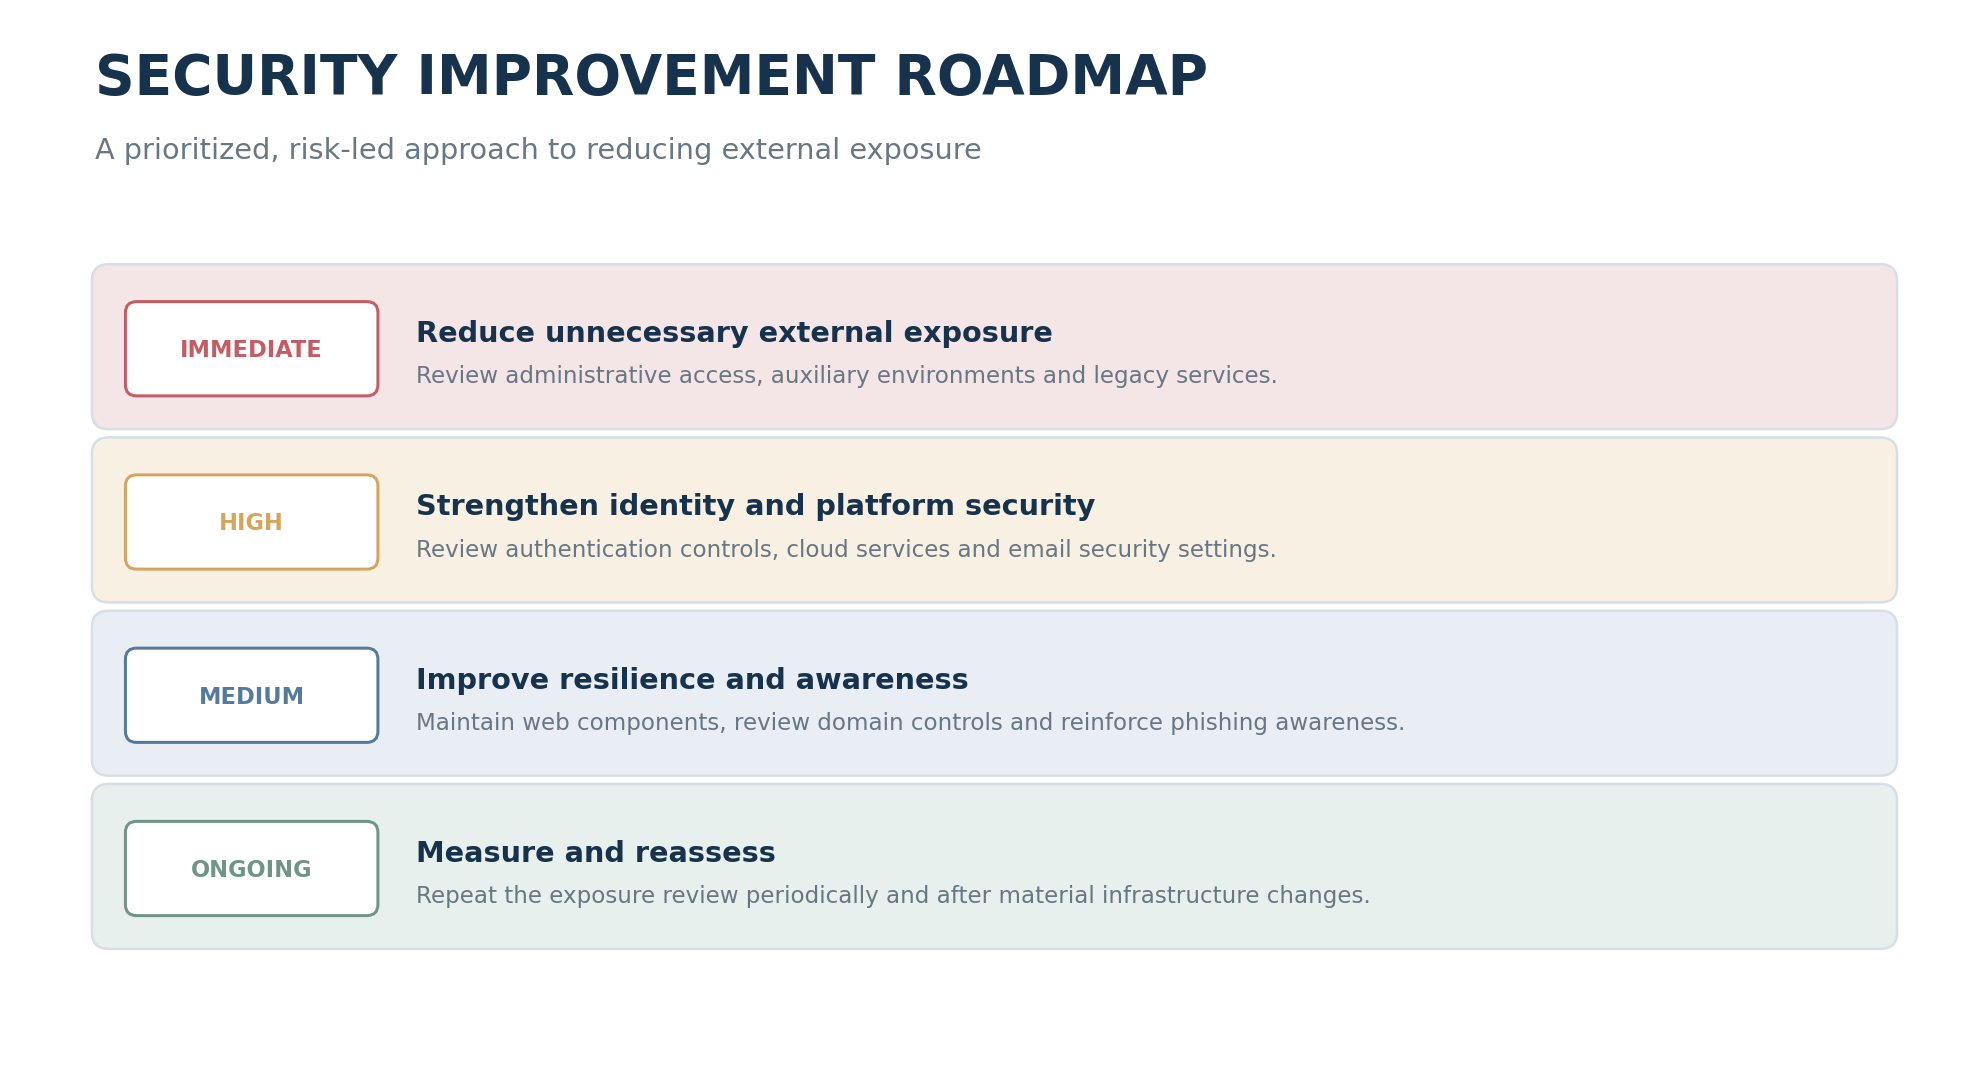 SECURITY IMPROVEMENT ROADMAP
A prioritized, risk-led approach to reducing external exposure
IMMEDIATE
Reduce unnecessary external exposure
Review administrative access, auxiliary environments and legacy services.
HIGH
Strengthen identity and platform security
Review authentication controls, cloud services and email security settings.
MEDIUM
Improve resilience and awareness
Maintain web components, review domain controls and reinforce phishing awareness.
ONGOING
Measure and reassess
Repeat the exposure review periodically and after material infrastructure changes.